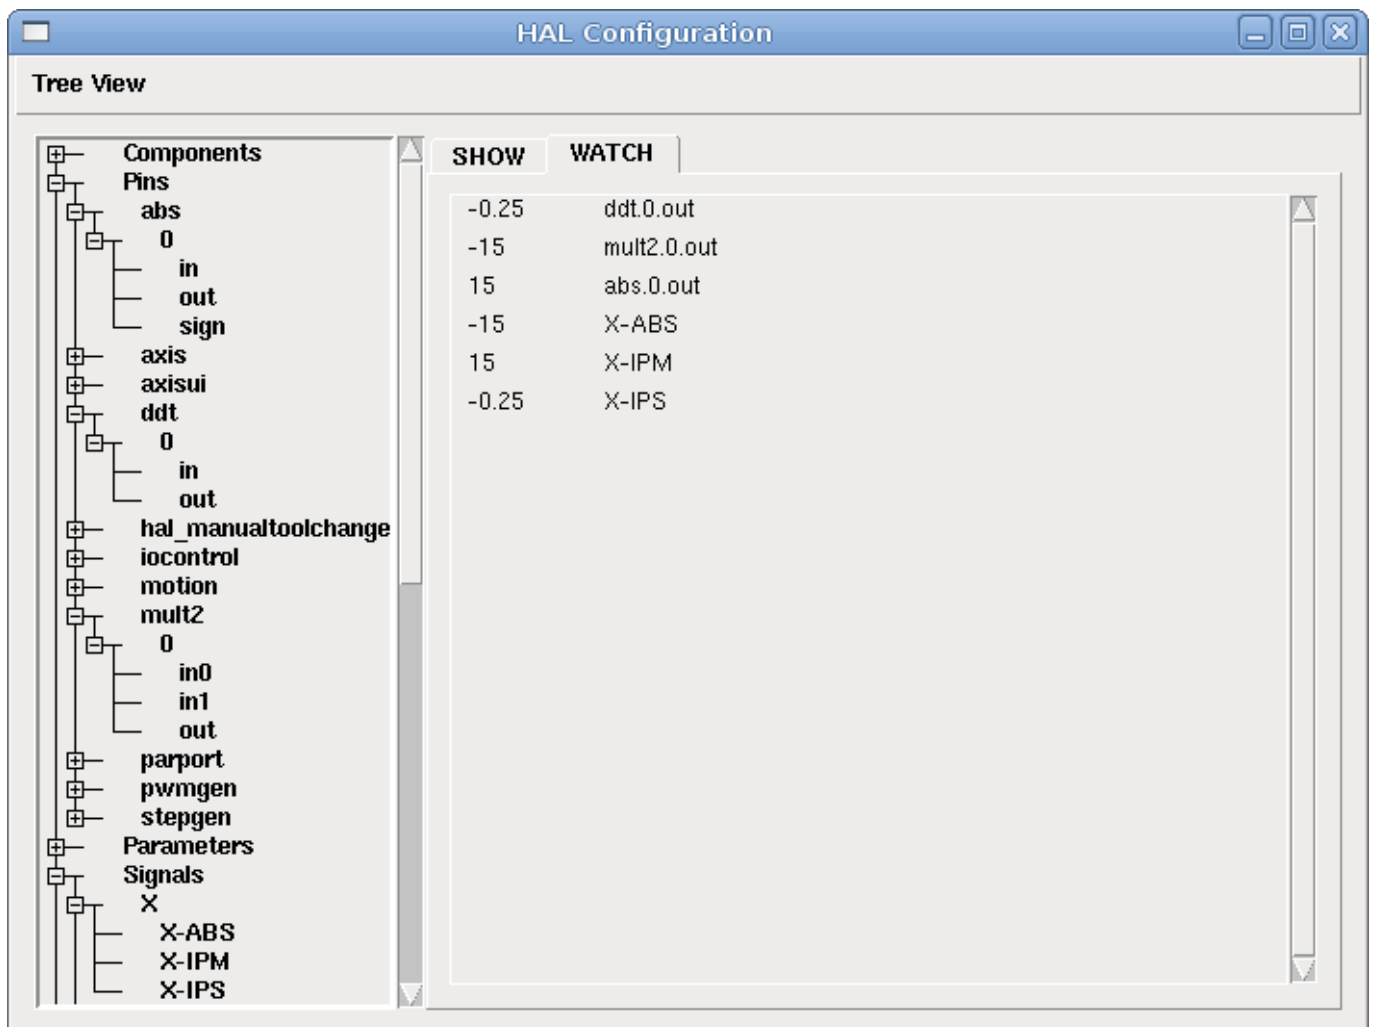 HAL Configuration
Tree View
Components
Pins
abs
0
in
out
sign
axis
axisui
ddt
0
in
out
hal_manualtoolchange
iocontrol
motion
mult2
0
in0
in1
out
parport
pwmgen
stepgen
Parameters
Signals
X
X-ABS
X-IPM
X-IPS
SHOW WATCH
-0.25 ddt.0.out
-15 mult2.0.out
15 abs.0.out
-15 X-ABS
15 X-IPM
-0.25 X-IPS